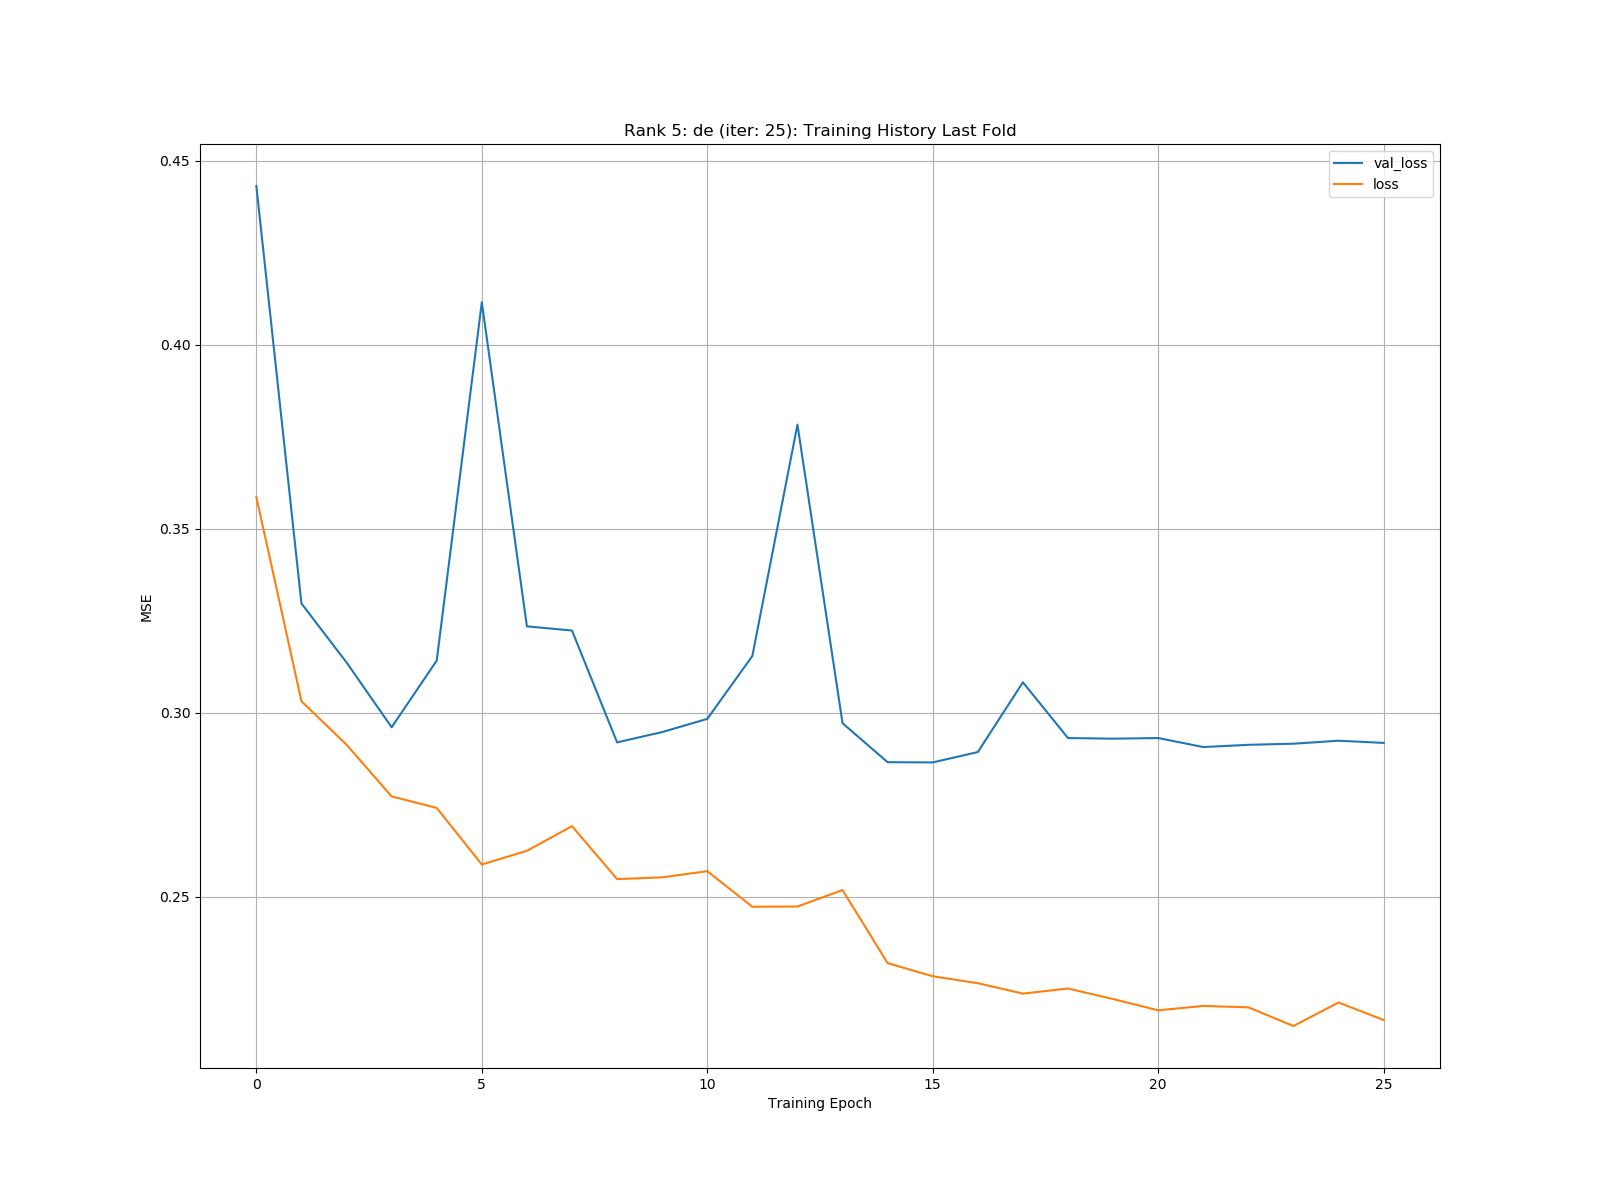 Rank 5: de (iter: 25): Training History Last Fold
val_loss
loss
0.45
0.40
0.35
0.30
0.25
MSE
0 5 10 15 20 25
Training Epoch